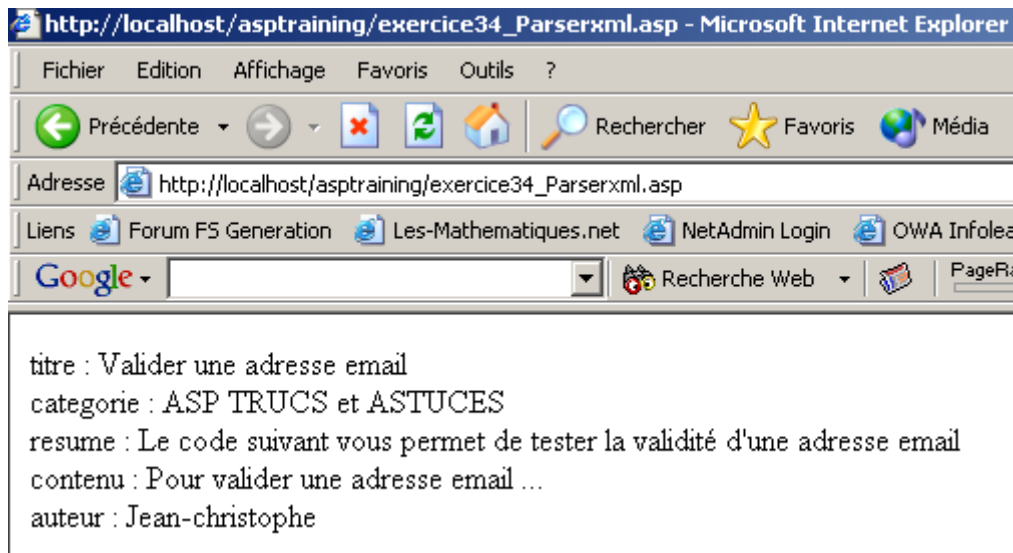 http://localhost/asptraining/exercice34_Parserxml.asp - Microsoft Internet Explorer
Fichier Edition Affichage Favoris Outils ?
Précédente Rechercher Favoris Média
Adresse http://localhost/asptraining/exercice34_Parserxml.asp
Liens Forum FS Generation Les-Mathematiques.net NetAdmin Login OWA Infolea
Google Recherche Web PageRa
titre : Valider une adresse email
categorie : ASP TRUCS et ASTUCES
resume : Le code suivant vous permet de tester la validité d'une adresse email
contenu : Pour valider une adresse email ...
auteur : Jean-christophe